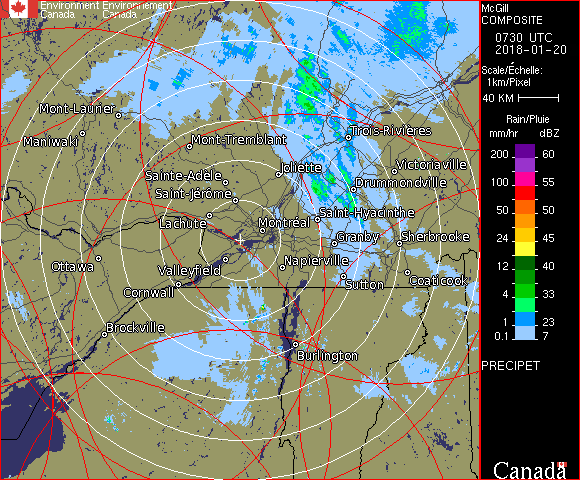 Environment Environnement
Canada Canada
Mont-Laurier
Maniwaki
Mont-Tremblant
Trois-Rivières
Sainte-Adèle
Joliette
Victoriaville
Saint-Jérôme
Drummondville
Lachute
Montréal
Saint-Hyacinthe
Granby
Sherbrooke
Ottawa
Valleyfield
Napierville
Cornwall
Sutton
Coaticook
Brockville
Burlington
McGill
COMPOSITE
0730 UTC
2018-01-20
Scale/Échelle:
1km/Pixel
40 KM
Rain/Pluie
mm/hr dBZ
200 60
100 55
50 50
24 45
12 40
4 33
1 23
0.1 7
PRECIPET
Canada